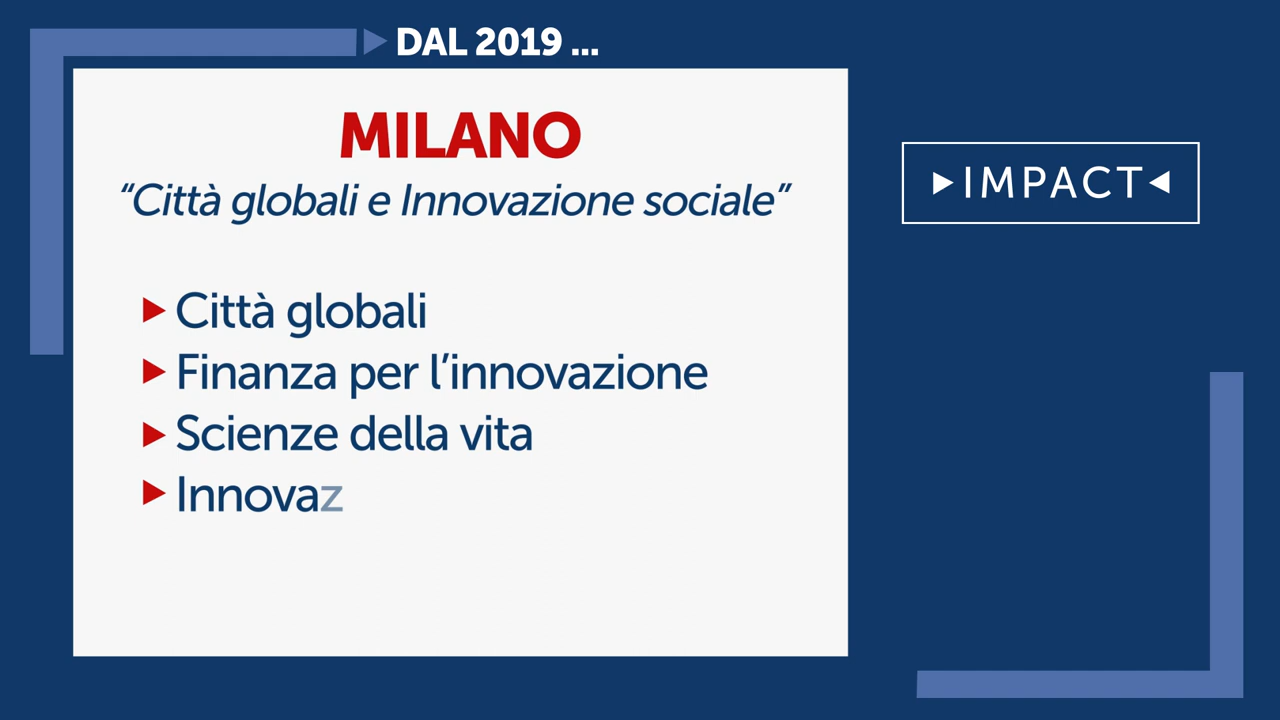 DAL 2019 ...
MILANO
“Città globali e Innovazione sociale”
IMPACT
Città globali
Finanza per l’innovazione
Scienze della vita
Innovaz